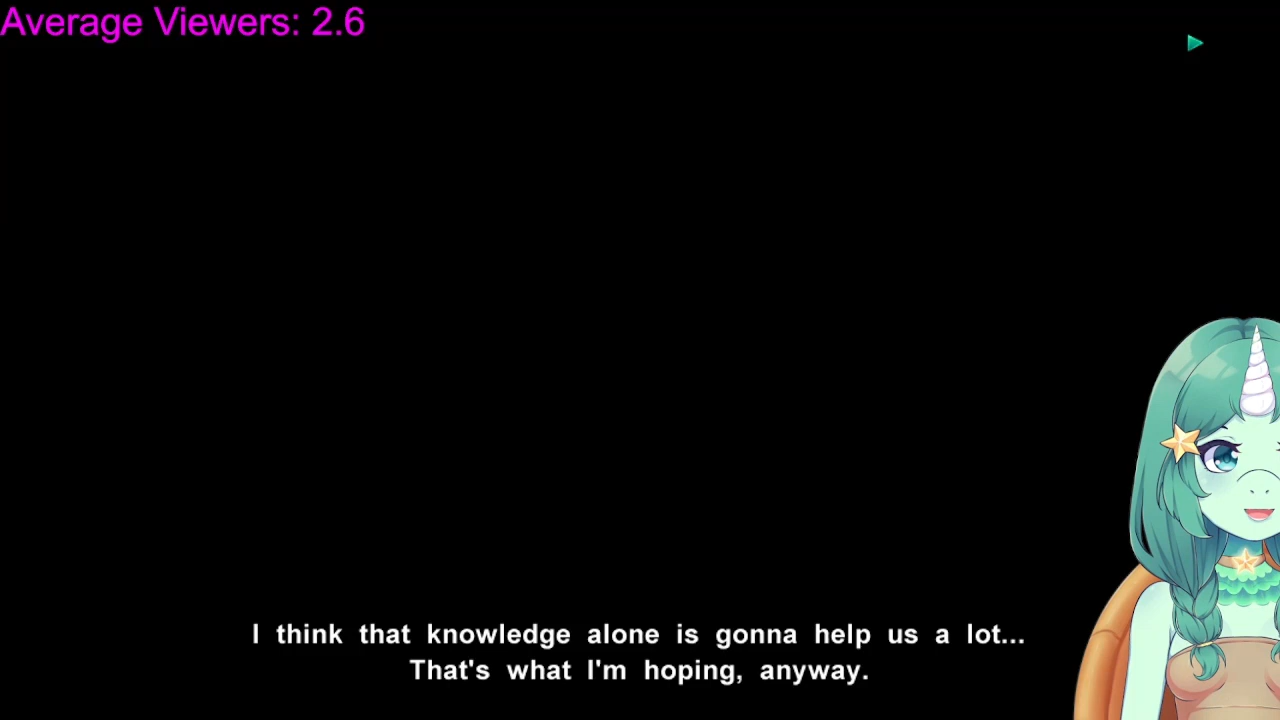 Average Viewers: 2.6
I think that knowledge alone is gonna help us a lot...
That's what I'm hoping, anyway.